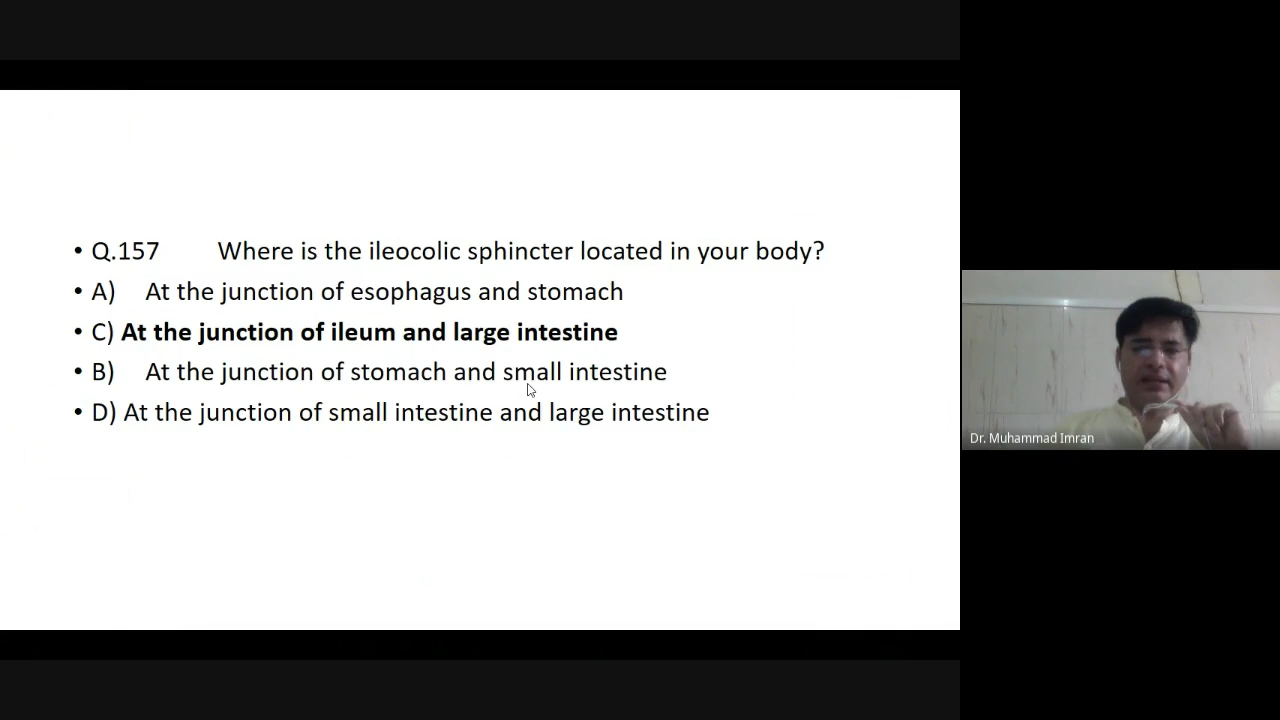 • Q.157 Where is the ileocolic sphincter located in your body?
• A) At the junction of esophagus and stomach
• C) At the junction of ileum and large intestine
• B) At the junction of stomach and small intestine
• D) At the junction of small intestine and large intestine
Dr. Muhammad Imran